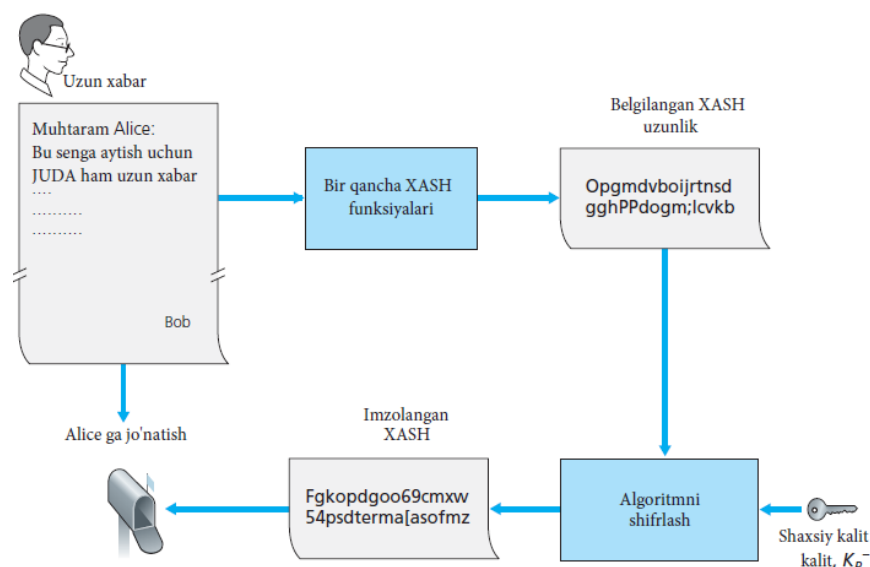 Uzun xabar
Muhtaram Alice:
Bu senga aytish uchun
JUDA ham uzun xabar
....
..........
..........
Bob
Bir qancha XASH
funksiyalari
Belgilangan XASH
uzunlik
Opgmdvboijrtnsd
gghPPdogm;lcvkb
Alice ga jo'natish
Imzolangan
XASH
Fgkopdgoo69cmxw
54psdterma[asofmz
Algoritmni
shifrlash
Shaxsiy kalit
kalit, K_B^−